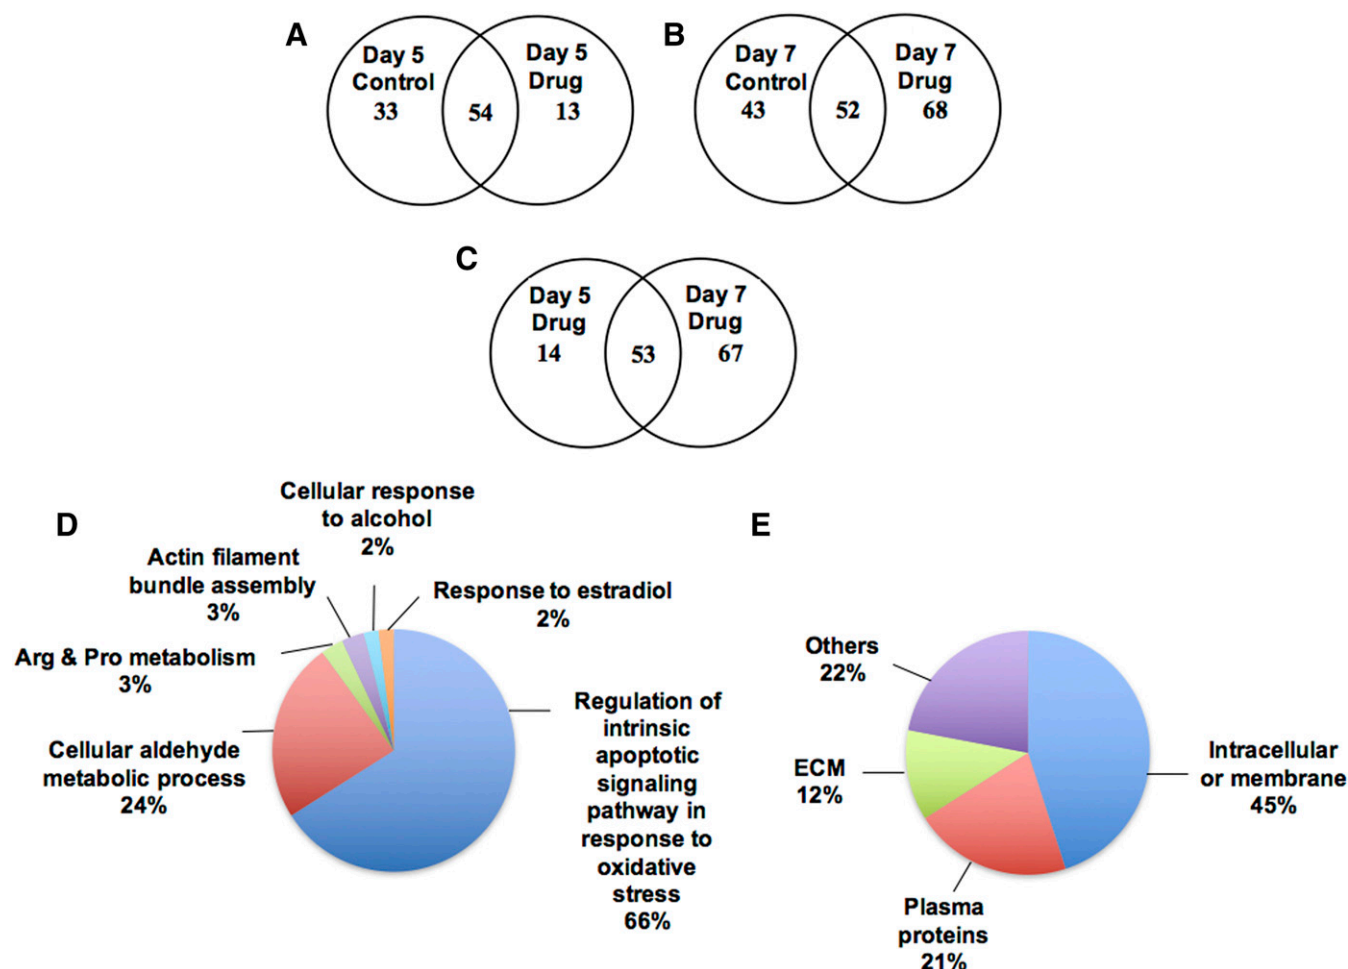 A
Day 5
Control
33
54
Day 5
Drug
13
B
Day 7
Control
43
52
Day 7
Drug
68
C
Day 5
Drug
14
53
Day 7
Drug
67
D
Cellular response
to alcohol
2%
Actin filament
bundle assembly
3%
Response to estradiol
2%
Arg & Pro metabolism
3%
Cellular aldehyde
metabolic process
24%
Regulation of
intrinsic
apoptotic
signaling
pathway in
response to
oxidative
stress
66%
E
Others
22%
ECM
12%
Intracellular
or membrane
45%
Plasma
proteins
21%